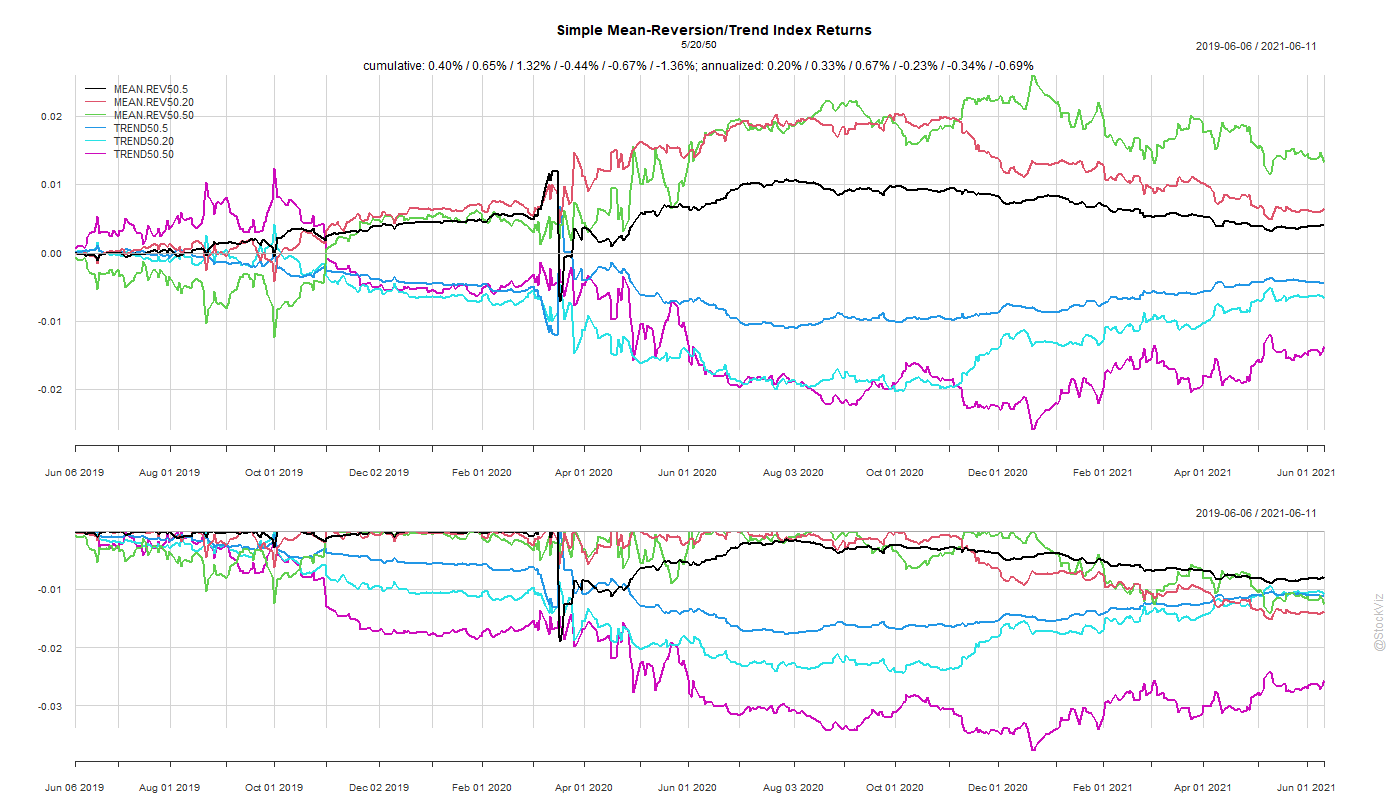 Simple Mean-Reversion/Trend Index Returns
5/20/50
2019-06-06 / 2021-06-11
cumulative: 0.40% / 0.65% / 1.32% / -0.44% / -0.67% / -1.36%; annualized: 0.20% / 0.33% / 0.67% / -0.23% / -0.34% / -0.69%
MEAN.REV50.5
MEAN.REV50.20
MEAN.REV50.50
TREND50.5
TREND50.20
TREND50.50
0.02
0.01
0.00
-0.01
-0.02
Jun 06 2019 Aug 01 2019 Oct 01 2019 Dec 02 2019 Feb 01 2020 Apr 01 2020 Jun 01 2020 Aug 03 2020 Oct 01 2020 Dec 01 2020 Feb 01 2021 Apr 01 2021 Jun 01 2021
2019-06-06 / 2021-06-11
-0.01
-0.02
-0.03
Jun 06 2019 Aug 01 2019 Oct 01 2019 Dec 02 2019 Feb 01 2020 Apr 01 2020 Jun 01 2020 Aug 03 2020 Oct 01 2020 Dec 01 2020 Feb 01 2021 Apr 01 2021 Jun 01 2021
@StockViz